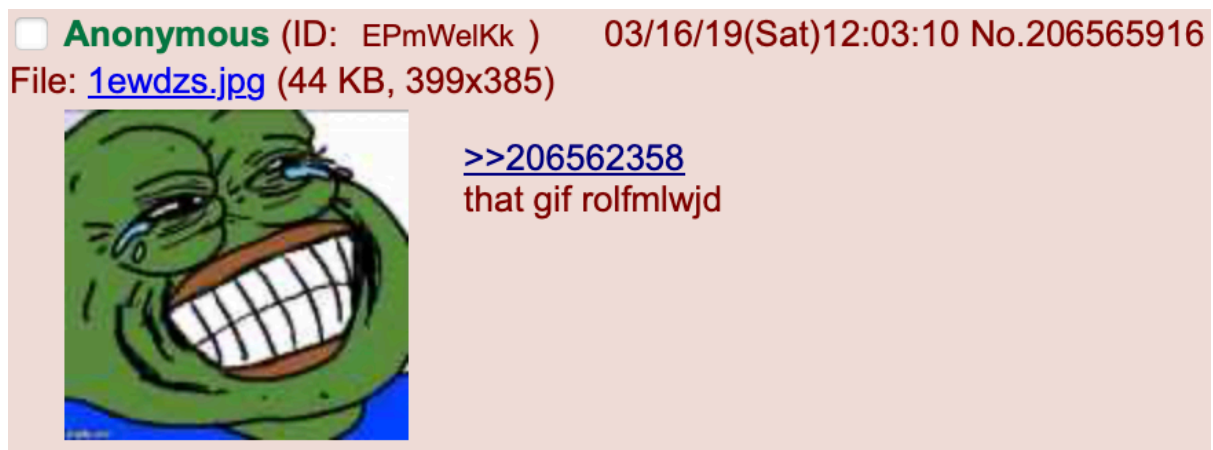 Anonymous (ID: EPmWelKk ) 03/16/19(Sat)12:03:10 No.206565916
File: 1ewdzs.jpg (44 KB, 399x385)
>>206562358
that gif rolfmlwjd